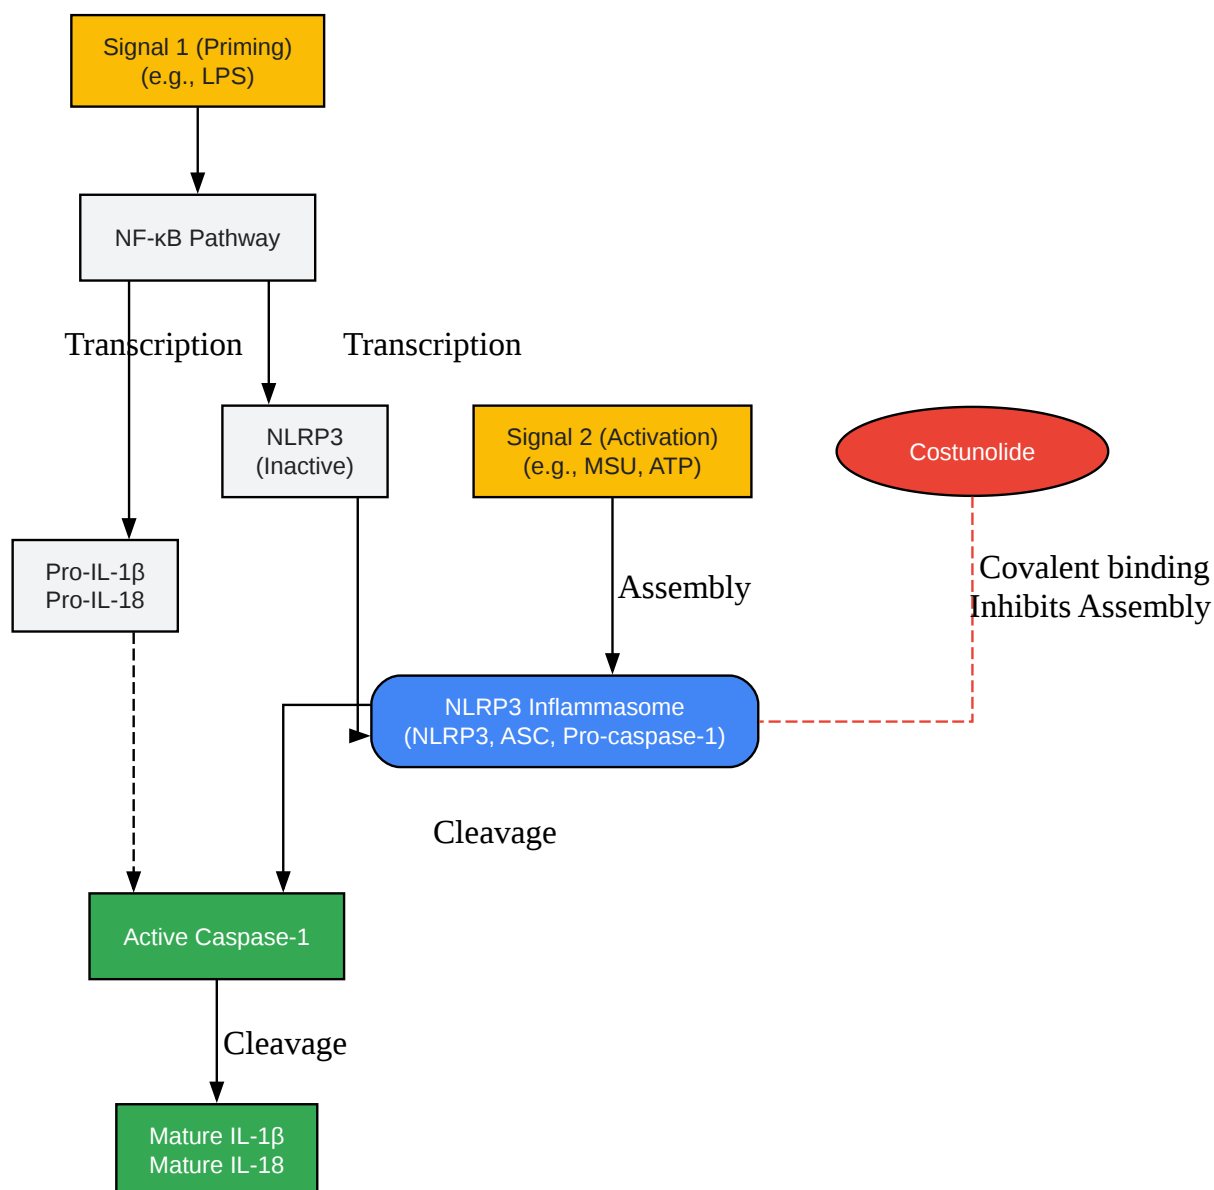 Signal 1 (Priming)
(e.g., LPS)
NF-κB Pathway
Transcription
Transcription
NLRP3
(Inactive)
Signal 2 (Activation)
(e.g., MSU, ATP)
Costunolide
Pro-IL-1β
Pro-IL-18
Assembly
Covalent binding
Inhibits Assembly
NLRP3 Inflammasome
(NLRP3, ASC, Pro-caspase-1)
Cleavage
Active Caspase-1
Cleavage
Mature IL-1β
Mature IL-18